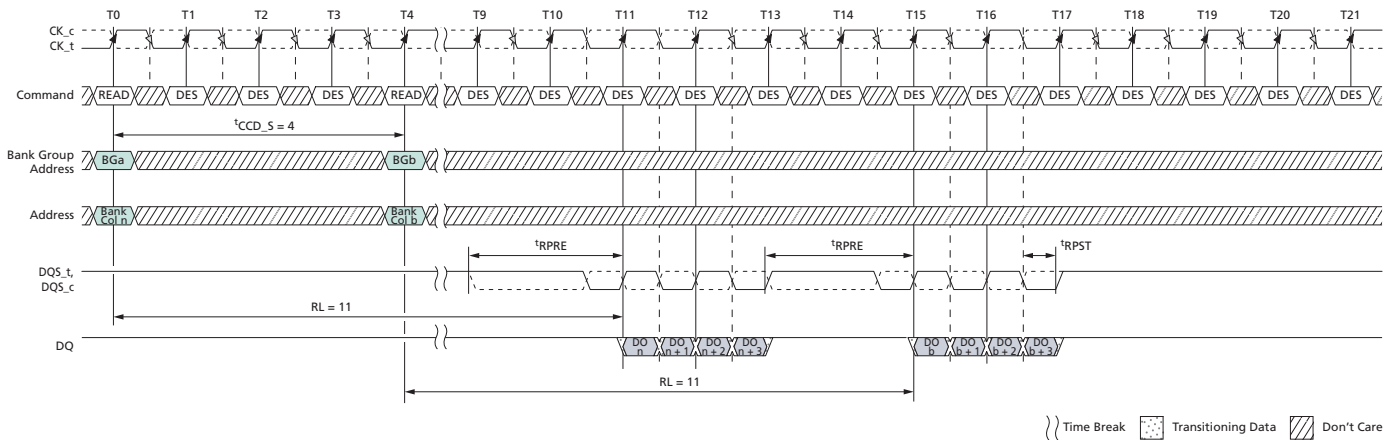 T0 T1 T2 T3 T4 T9 T10 T11 T12 T13 T14 T15 T16 T17 T18 T19 T20 T21
CK_c
CK_t
Command READ DES DES DES READ DES DES DES DES DES DES DES DES DES DES DES DES DES
tCCD_S = 4
Bank Group
Address
BGa BGb
Address
Bank
Col n
Bank
Col b
tRPRE tRPRE tRPST
DQS_t,
DQS_c
RL = 11
DQ
DO
n
DO
n + 1
DO
n + 2
DO
n + 3
DO
b
DO
b + 1
DO
b + 2
DO
b + 3
RL = 11
Time Break Transitioning Data Don't Care